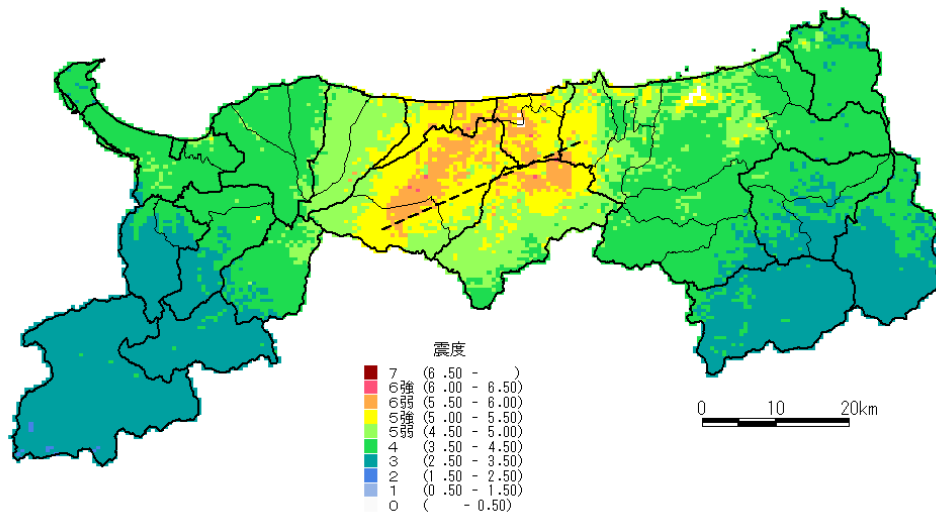 震度
7 (6.50 - )
6強 (6.00 - 6.50)
6弱 (5.50 - 6.00)
5強 (5.00 - 5.50)
5弱 (4.50 - 5.00)
4 (3.50 - 4.50)
3 (2.50 - 3.50)
2 (1.50 - 2.50)
1 (0.50 - 1.50)
0 ( - 0.50)
0 10 20km